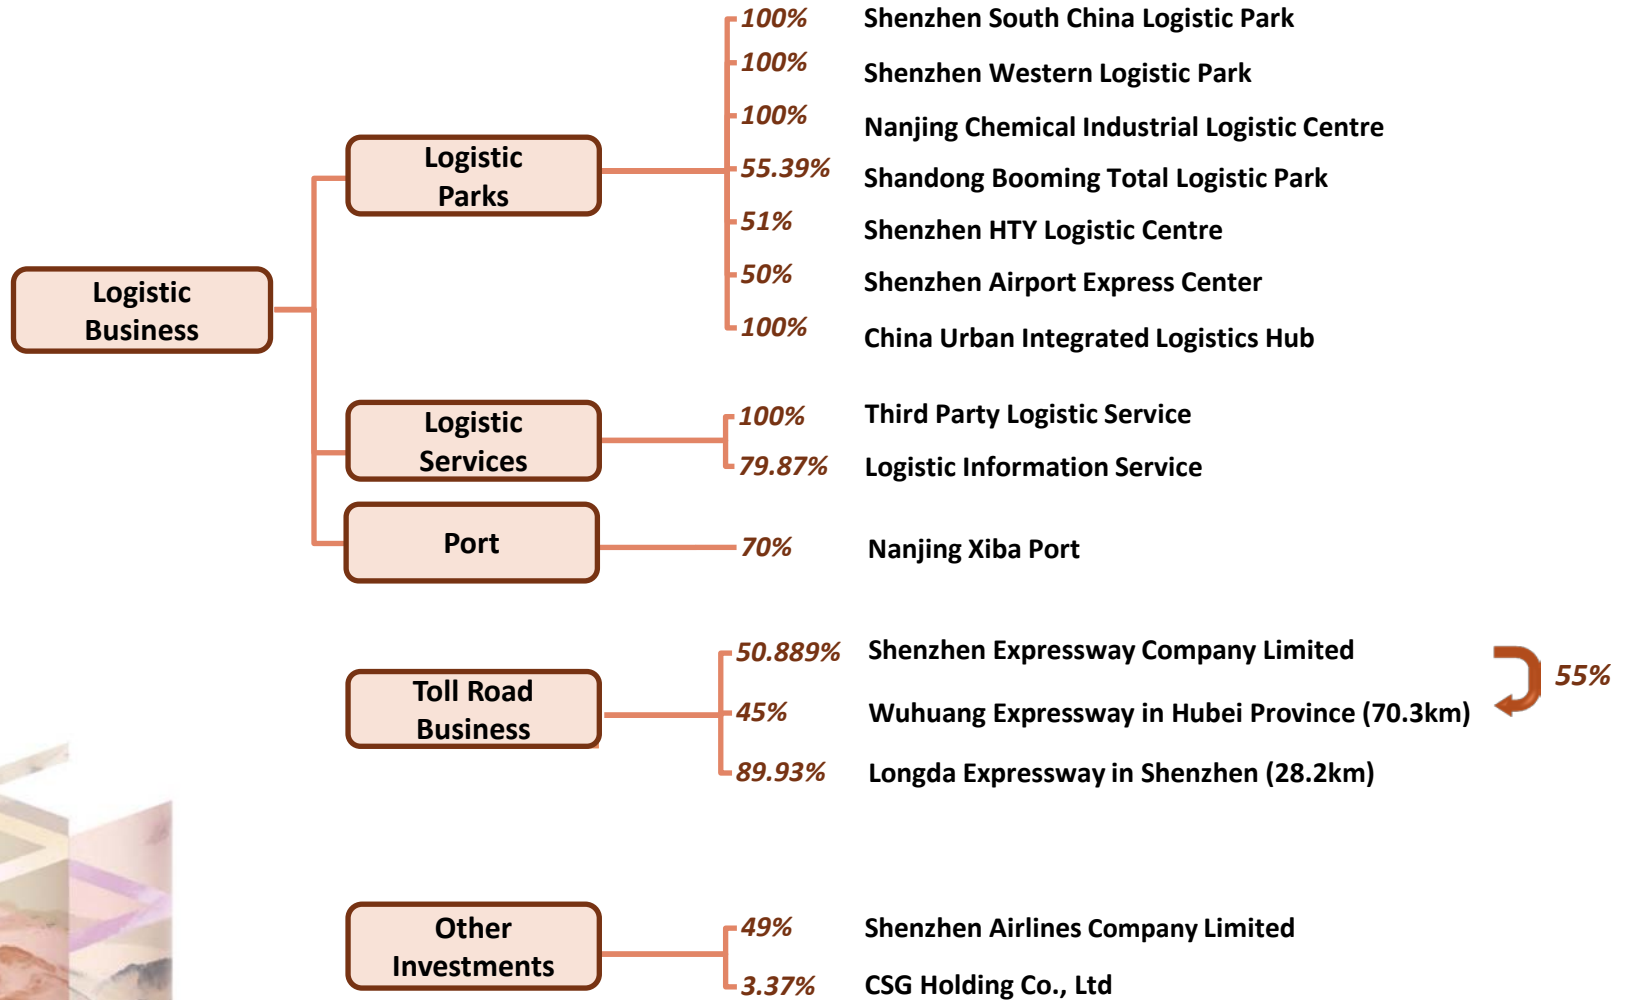 100% Shenzhen South China Logistic Park
100% Shenzhen Western Logistic Park
100% Nanjing Chemical Industrial Logistic Centre
Logistic
Parks
55.39% Shandong Booming Total Logistic Park
51% Shenzhen HTY Logistic Centre
50% Shenzhen Airport Express Center
Logistic
Business
100% China Urban Integrated Logistics Hub
Logistic
Services
100% Third Party Logistic Service
79.87% Logistic Information Service
Port
70% Nanjing Xiba Port
50.889% Shenzhen Expressway Company Limited
55%
Toll Road
Business
45% Wuhuang Expressway in Hubei Province (70.3km)
89.93% Longda Expressway in Shenzhen (28.2km)
Other
Investments
49% Shenzhen Airlines Company Limited
3.37% CSG Holding Co., Ltd